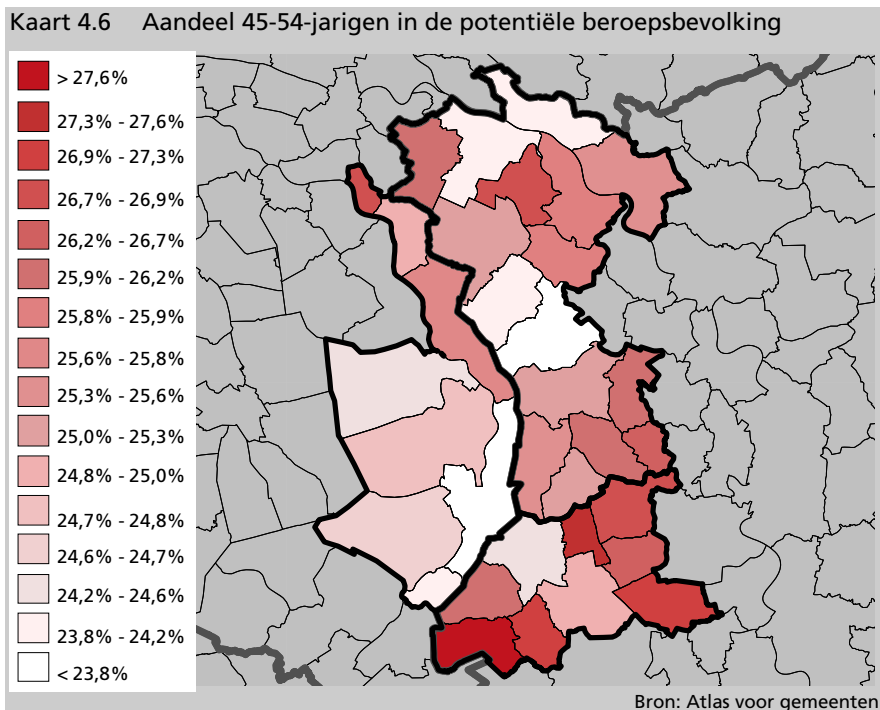 Kaart 4.6 Aandeel 45-54-jarigen in de potentiële beroepsbevolking
> 27,6%
27,3% - 27,6%
26,9% - 27,3%
26,7% - 26,9%
26,2% - 26,7%
25,9% - 26,2%
25,8% - 25,9%
25,6% - 25,8%
25,3% - 25,6%
25,0% - 25,3%
24,8% - 25,0%
24,7% - 24,8%
24,6% - 24,7%
24,2% - 24,6%
23,8% - 24,2%
< 23,8%
Bron: Atlas voor gemeenten